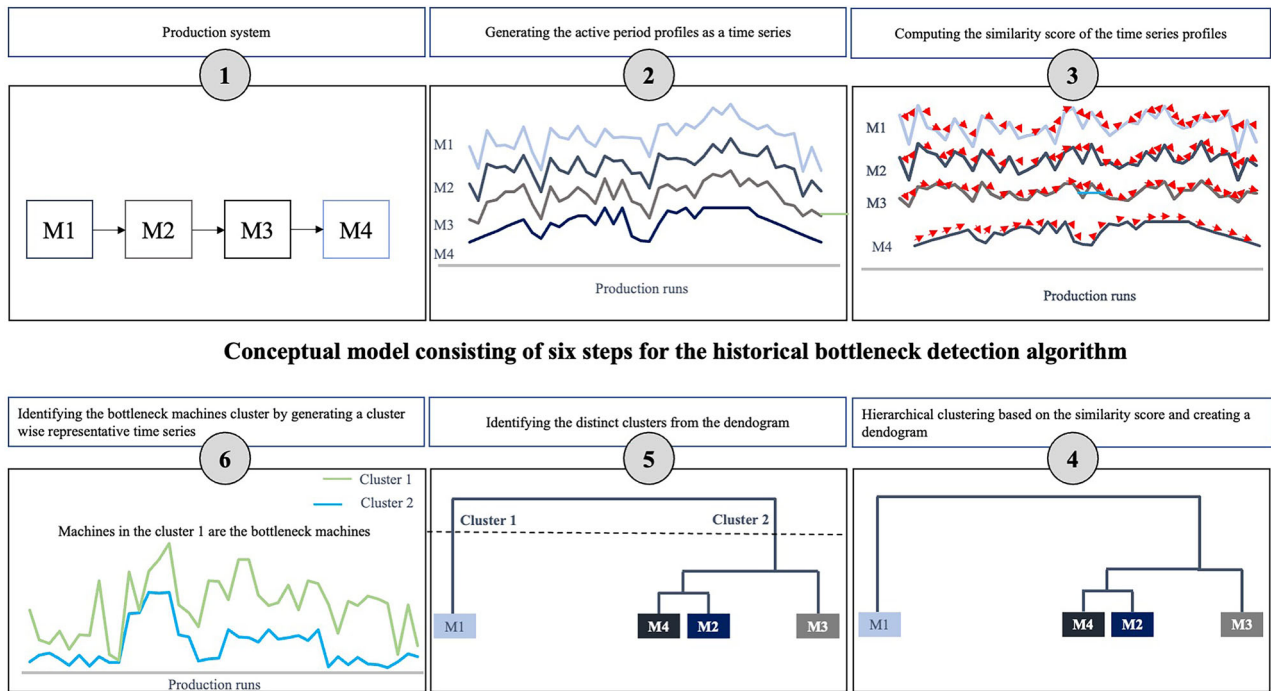 Production system
1
M1
M2
M3
M4
Generating the active period profiles as a time series
2
M1
M2
M3
M4
Production runs
Computing the similarity score of the time series profiles
3
M1
M2
M3
M4
Production runs
Conceptual model consisting of six steps for the historical bottleneck detection algorithm
Identifying the bottleneck machines cluster by generating a cluster
wise representative time series
6
Cluster 1
Cluster 2
Machines in the cluster 1 are the bottleneck machines
Production runs
Identifying the distinct clusters from the dendogram
5
Cluster 1
Cluster 2
M1
M4
M2
M3
Hierarchical clustering based on the similarity score and creating a
dendogram
4
M1
M4
M2
M3